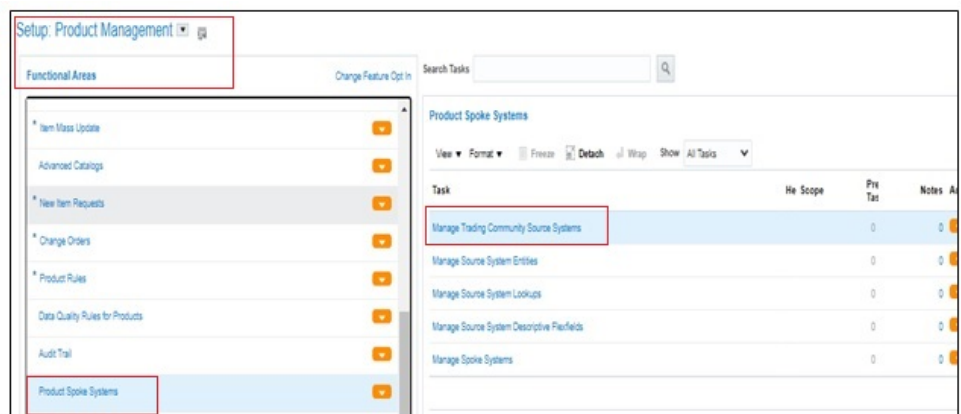 Setup: Product Management
Functional Areas
Change Feature Opt In
* Item Mass Update
Advanced Catalogs
* New Item Requests
* Change Orders
* Product Rules
Data Quality Rules for Products
Audit Trail
Product Spoke Systems
Search Tasks
Product Spoke Systems
View Format Freeze Detach Wrap Show All Tasks
Task He Scope Pre Tas Notes Ac
Manage Trading Community Source Systems 0 0
Manage Source System Entities 0 0
Manage Source System Lookups 0 0
Manage Source System Descriptive Flexfields 0 0
Manage Spoke Systems 0 0